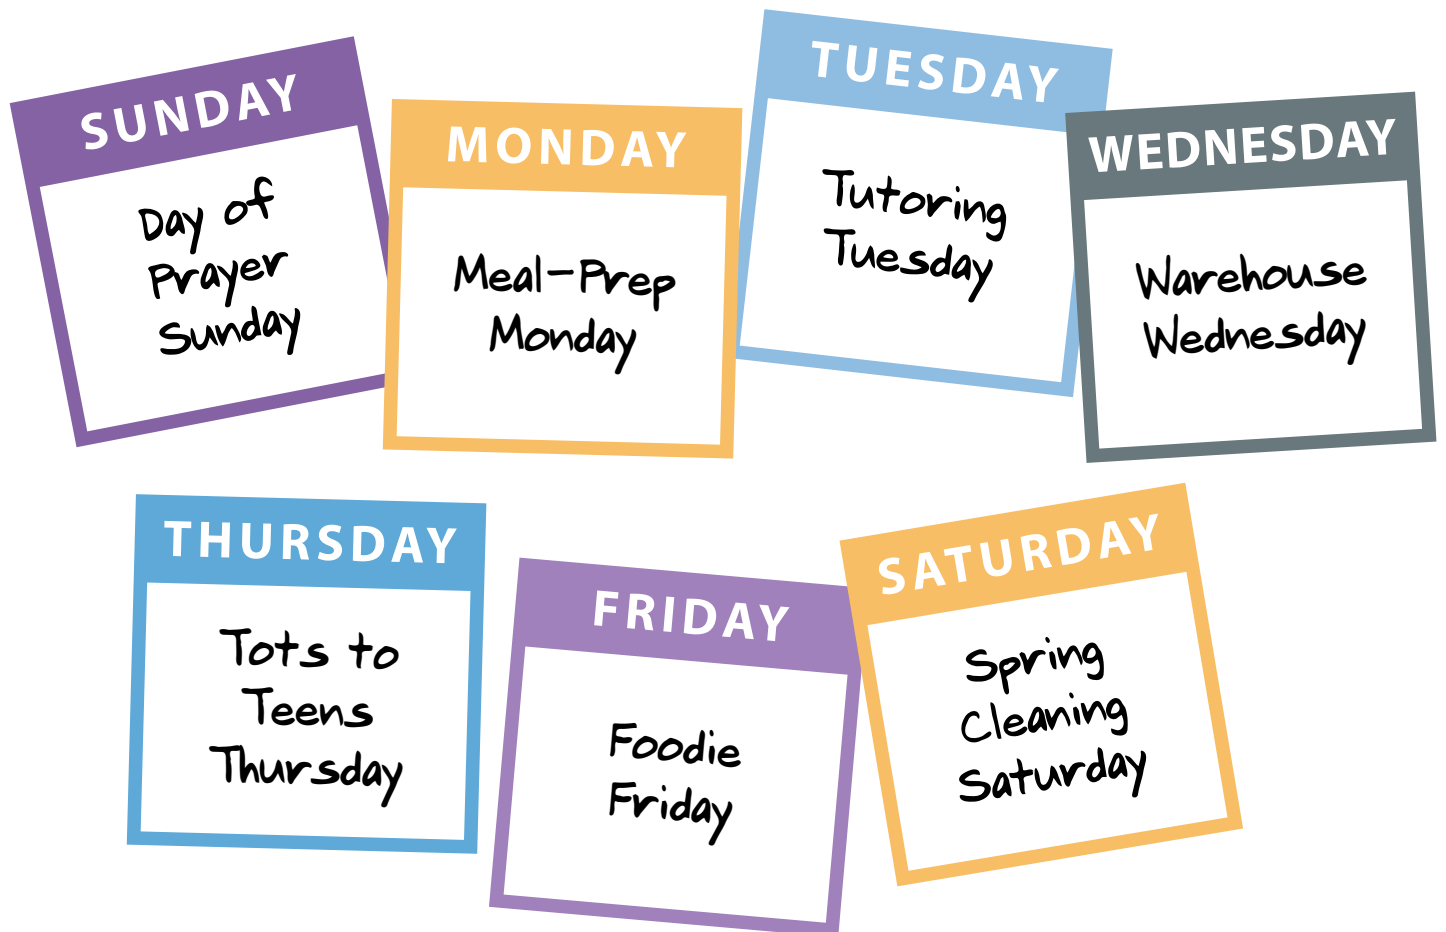 SUNDAY
Day of
Prayer
Sunday
MONDAY
Meal-Prep
Monday
TUESDAY
Tutoring
Tuesday
WEDNESDAY
Warehouse
Wednesday
THURSDAY
Tots to
Teens
Thursday
FRIDAY
Foodie
Friday
SATURDAY
Spring
Cleaning
Saturday